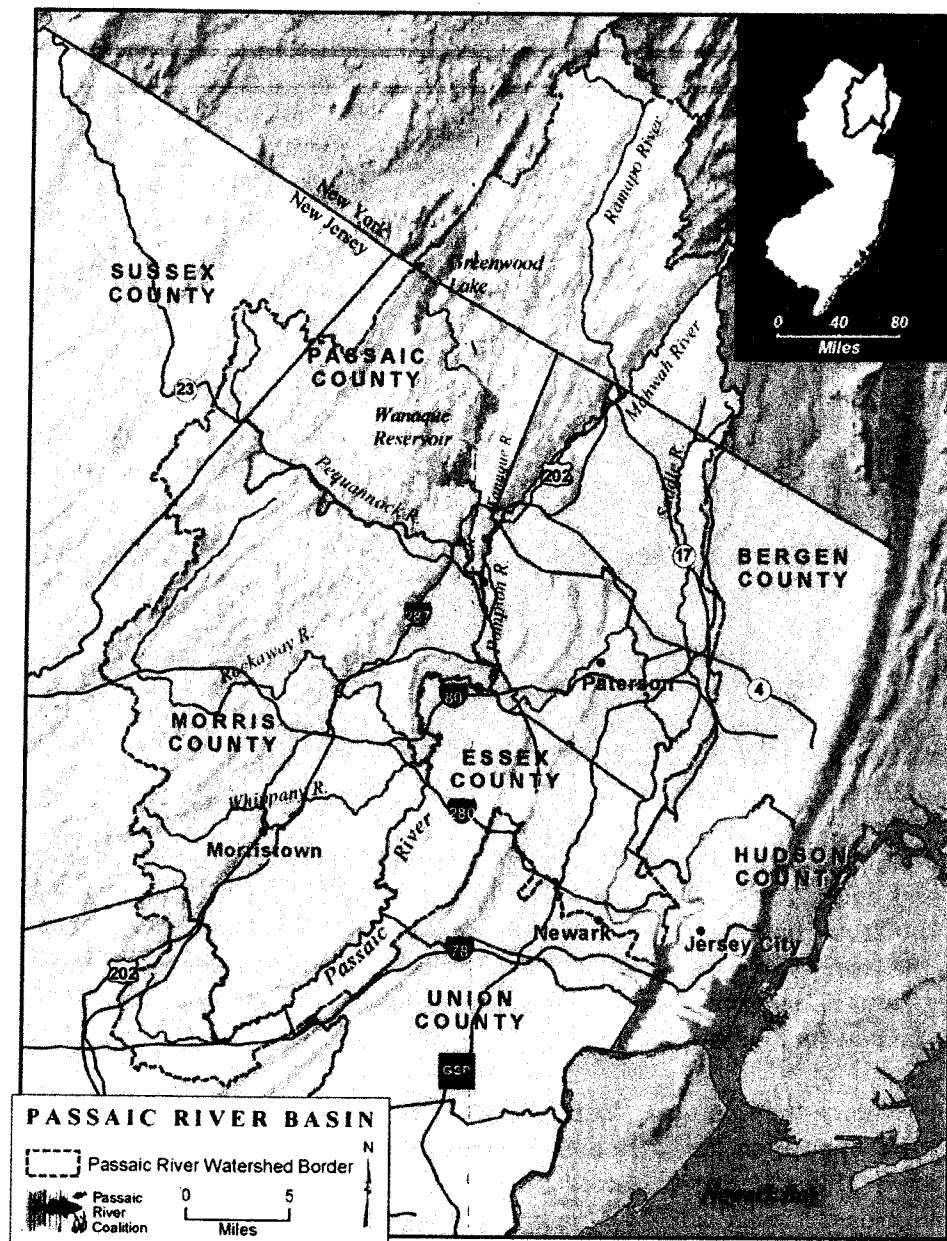 New York
New Jersey
Ramapo River
Greenwood
Lake
SUSSEX
COUNTY
PASSAIC
COUNTY
0 40 80
Miles
23
Wanaque
Reservoir
Mahwah River
Pequannock R.
Wanaque R.
202
Saddle R.
17
BERGEN
COUNTY
287
Pompton R.
Rockaway R.
80
Paterson
4
MORRIS
COUNTY
ESSEX
COUNTY
Whippany R.
280
Morristown
HUDSON
COUNTY
Passaic River
Newark
Jersey City
78
202
UNION
COUNTY
GSP
PASSAIC RIVER BASIN
Passaic River Watershed Border
N
Passaic
River
Coalition
0 5
Miles